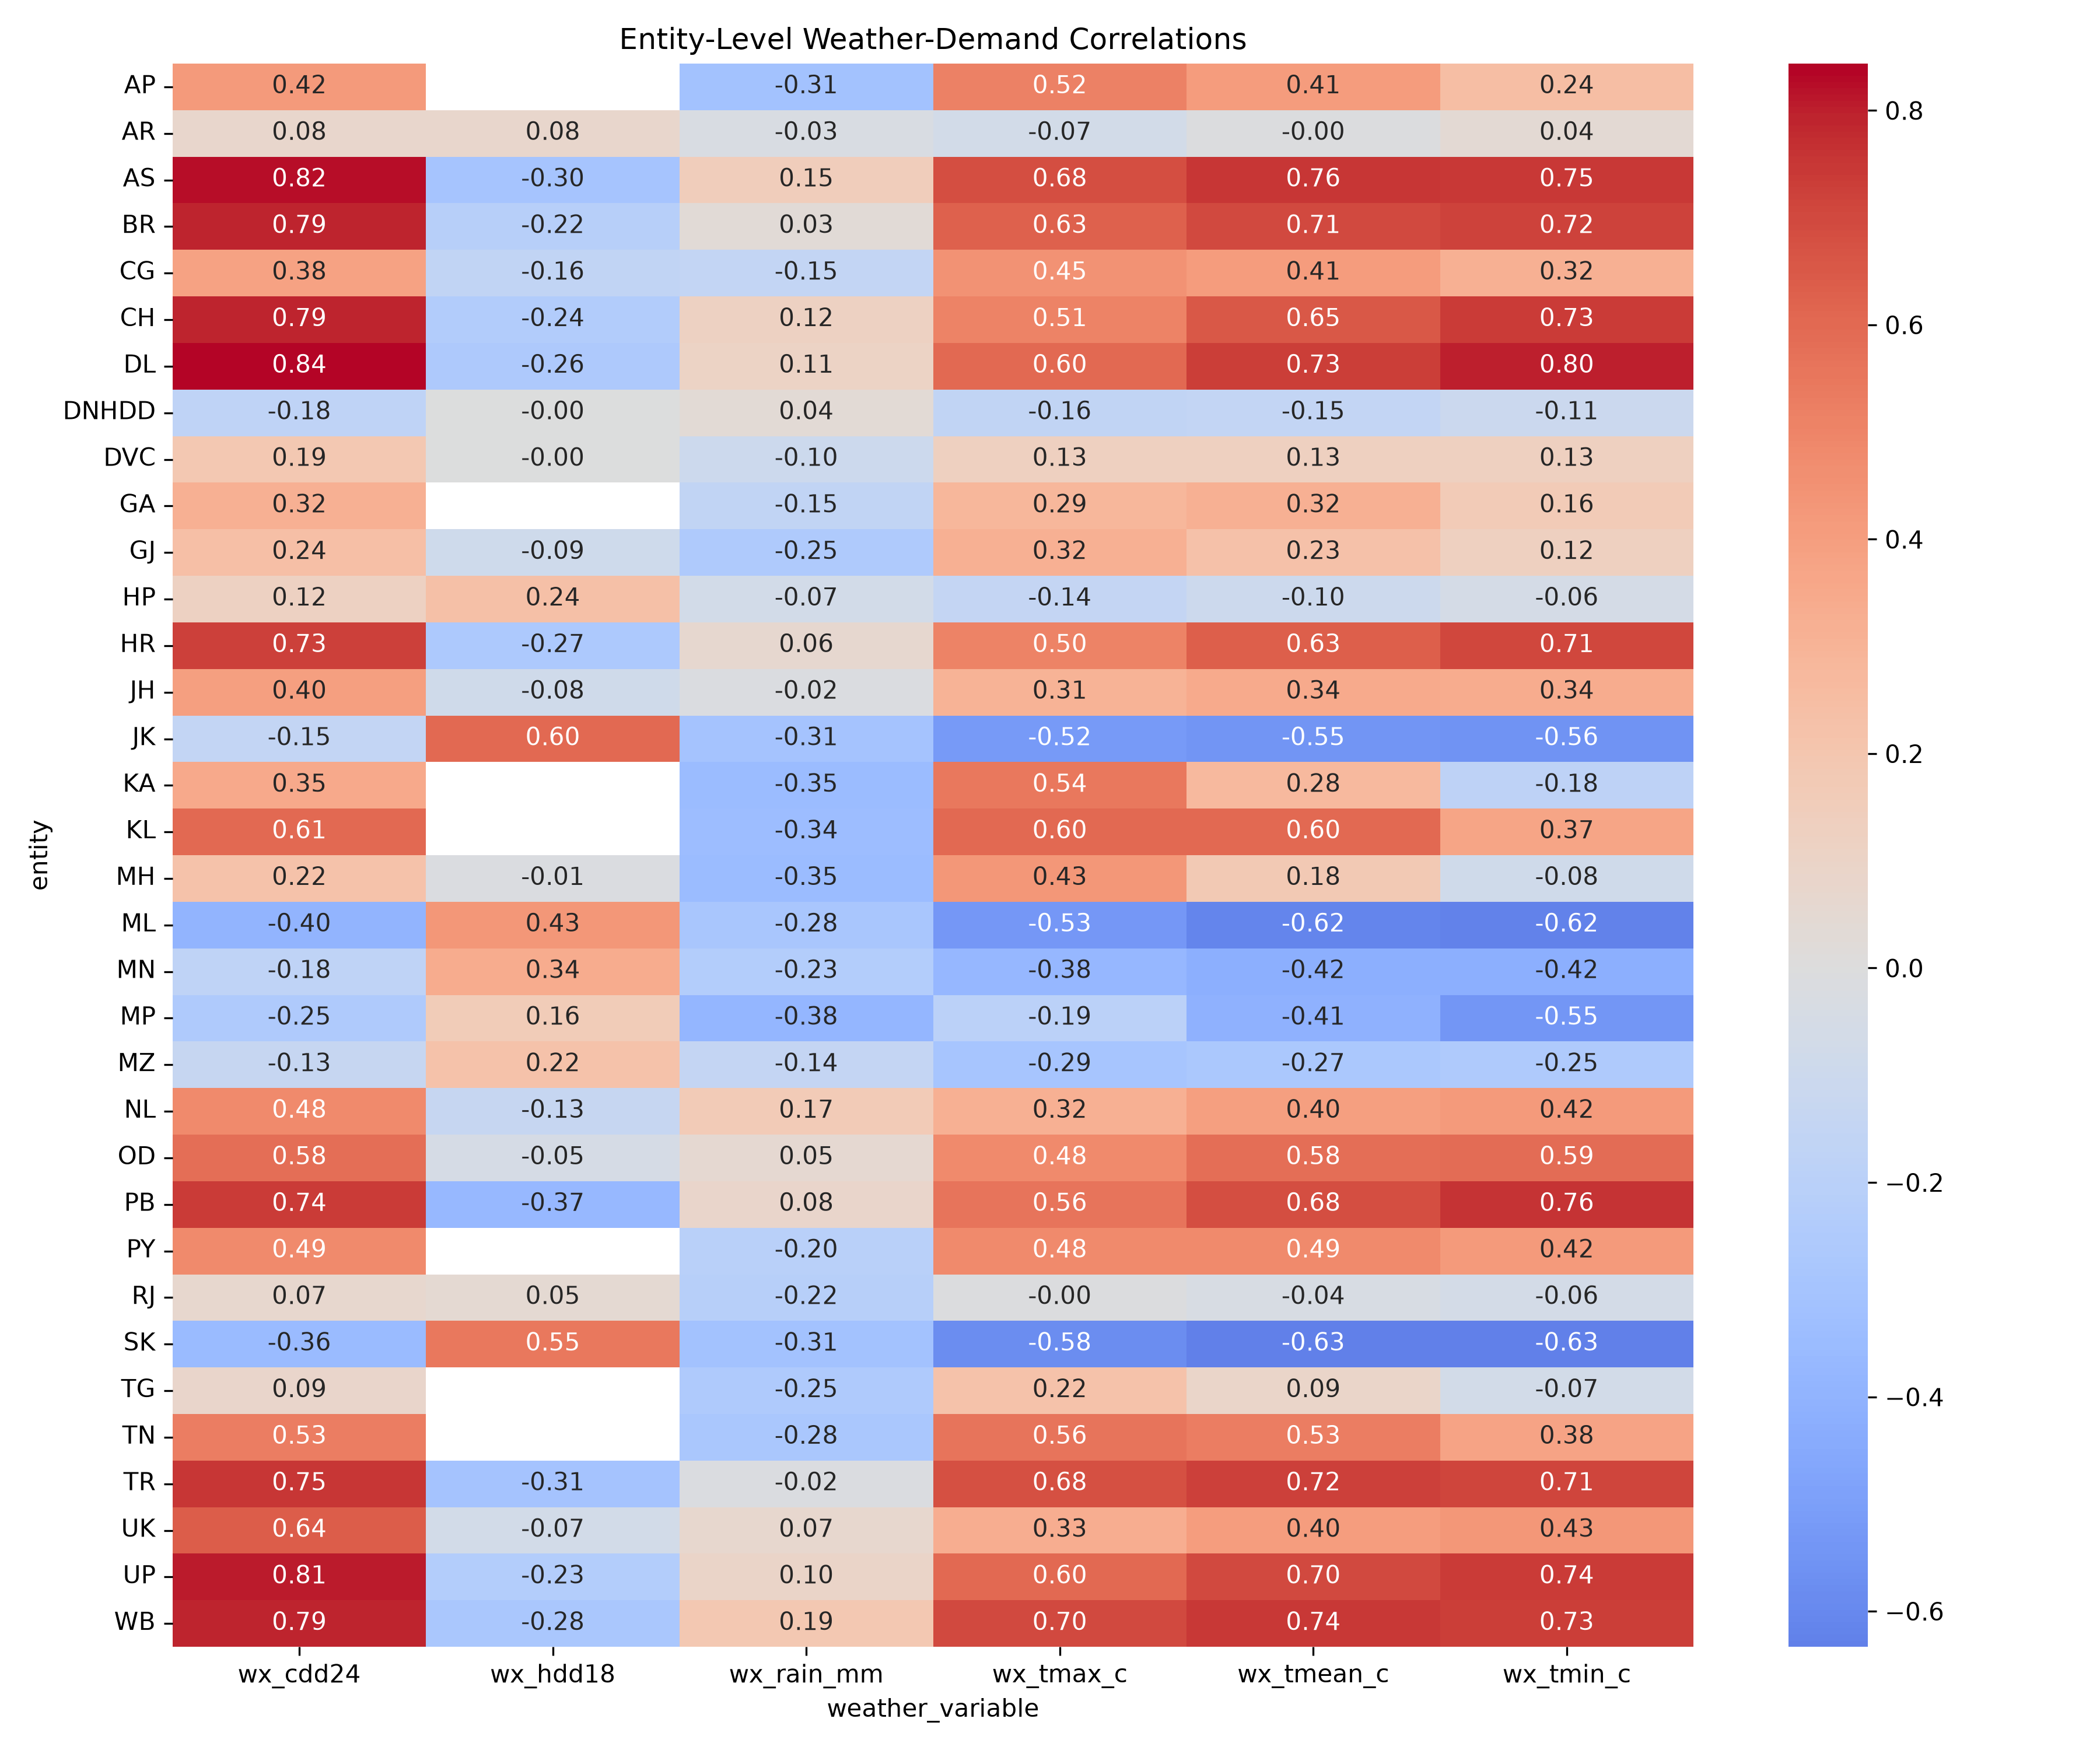 Entity-Level Weather-Demand Correlations
AP 0.42 -0.31 0.52 0.41 0.24
AR 0.08 0.08 -0.03 -0.07 -0.00 0.04
AS 0.82 -0.30 0.15 0.68 0.76 0.75
BR 0.79 -0.22 0.03 0.63 0.71 0.72
CG 0.38 -0.16 -0.15 0.45 0.41 0.32
CH 0.79 -0.24 0.12 0.51 0.65 0.73
DL 0.84 -0.26 0.11 0.60 0.73 0.80
DNHDD -0.18 -0.00 0.04 -0.16 -0.15 -0.11
DVC 0.19 -0.00 -0.10 0.13 0.13 0.13
GA 0.32 -0.15 0.29 0.32 0.16
GJ 0.24 -0.09 -0.25 0.32 0.23 0.12
HP 0.12 0.24 -0.07 -0.14 -0.10 -0.06
HR 0.73 -0.27 0.06 0.50 0.63 0.71
JH 0.40 -0.08 -0.02 0.31 0.34 0.34
JK -0.15 0.60 -0.31 -0.52 -0.55 -0.56
KA 0.35 -0.35 0.54 0.28 -0.18
KL 0.61 -0.34 0.60 0.60 0.37
MH 0.22 -0.01 -0.35 0.43 0.18 -0.08
ML -0.40 0.43 -0.28 -0.53 -0.62 -0.62
MN -0.18 0.34 -0.23 -0.38 -0.42 -0.42
MP -0.25 0.16 -0.38 -0.19 -0.41 -0.55
MZ -0.13 0.22 -0.14 -0.29 -0.27 -0.25
NL 0.48 -0.13 0.17 0.32 0.40 0.42
OD 0.58 -0.05 0.05 0.48 0.58 0.59
PB 0.74 -0.37 0.08 0.56 0.68 0.76
PY 0.49 -0.20 0.48 0.49 0.42
RJ 0.07 0.05 -0.22 -0.00 -0.04 -0.06
SK -0.36 0.55 -0.31 -0.58 -0.63 -0.63
TG 0.09 -0.25 0.22 0.09 -0.07
TN 0.53 -0.28 0.56 0.53 0.38
TR 0.75 -0.31 -0.02 0.68 0.72 0.71
UK 0.64 -0.07 0.07 0.33 0.40 0.43
UP 0.81 -0.23 0.10 0.60 0.70 0.74
WB 0.79 -0.28 0.19 0.70 0.74 0.73
wx_cdd24 wx_hdd18 wx_rain_mm wx_tmax_c wx_tmean_c wx_tmin_c
weather_variable
entity
0.8
0.6
0.4
0.2
0.0
−0.2
−0.4
−0.6